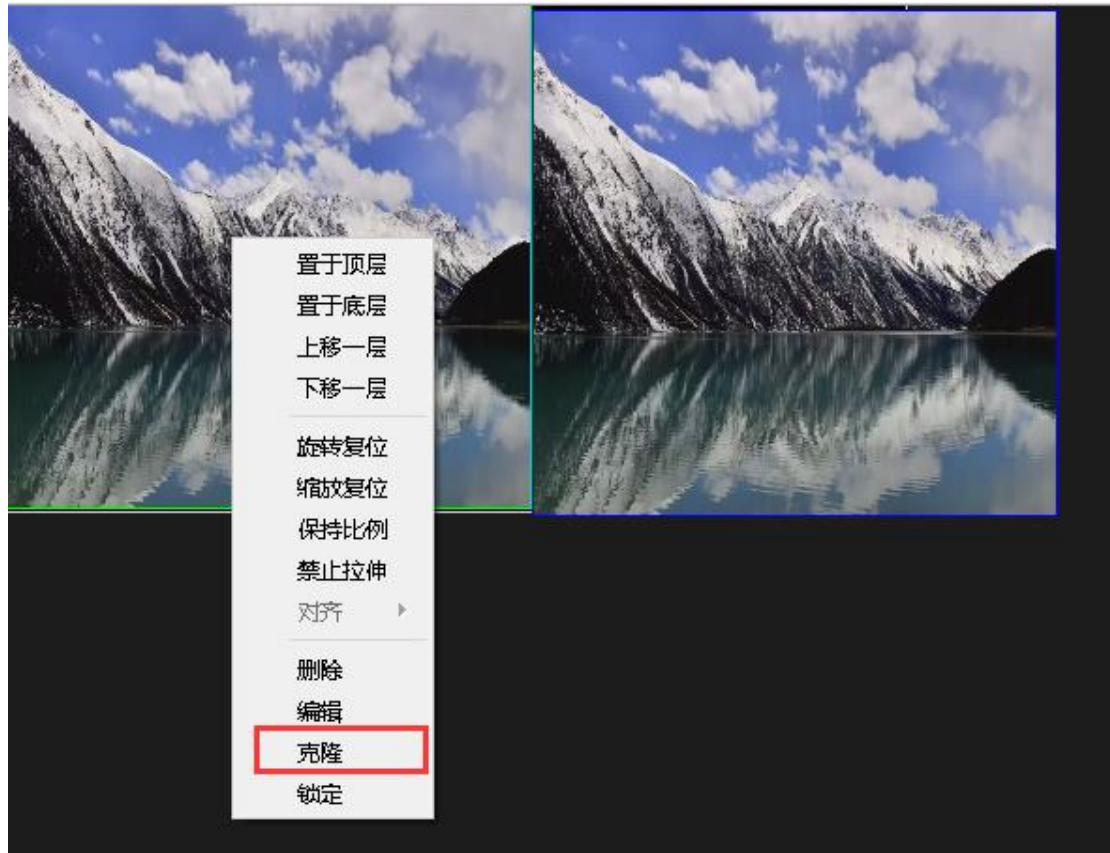 置于顶层
置于底层
上移一层
下移一层
旋转复位
缩放复位
保持比例
禁止拉伸
对齐
删除
编辑
克隆
锁定